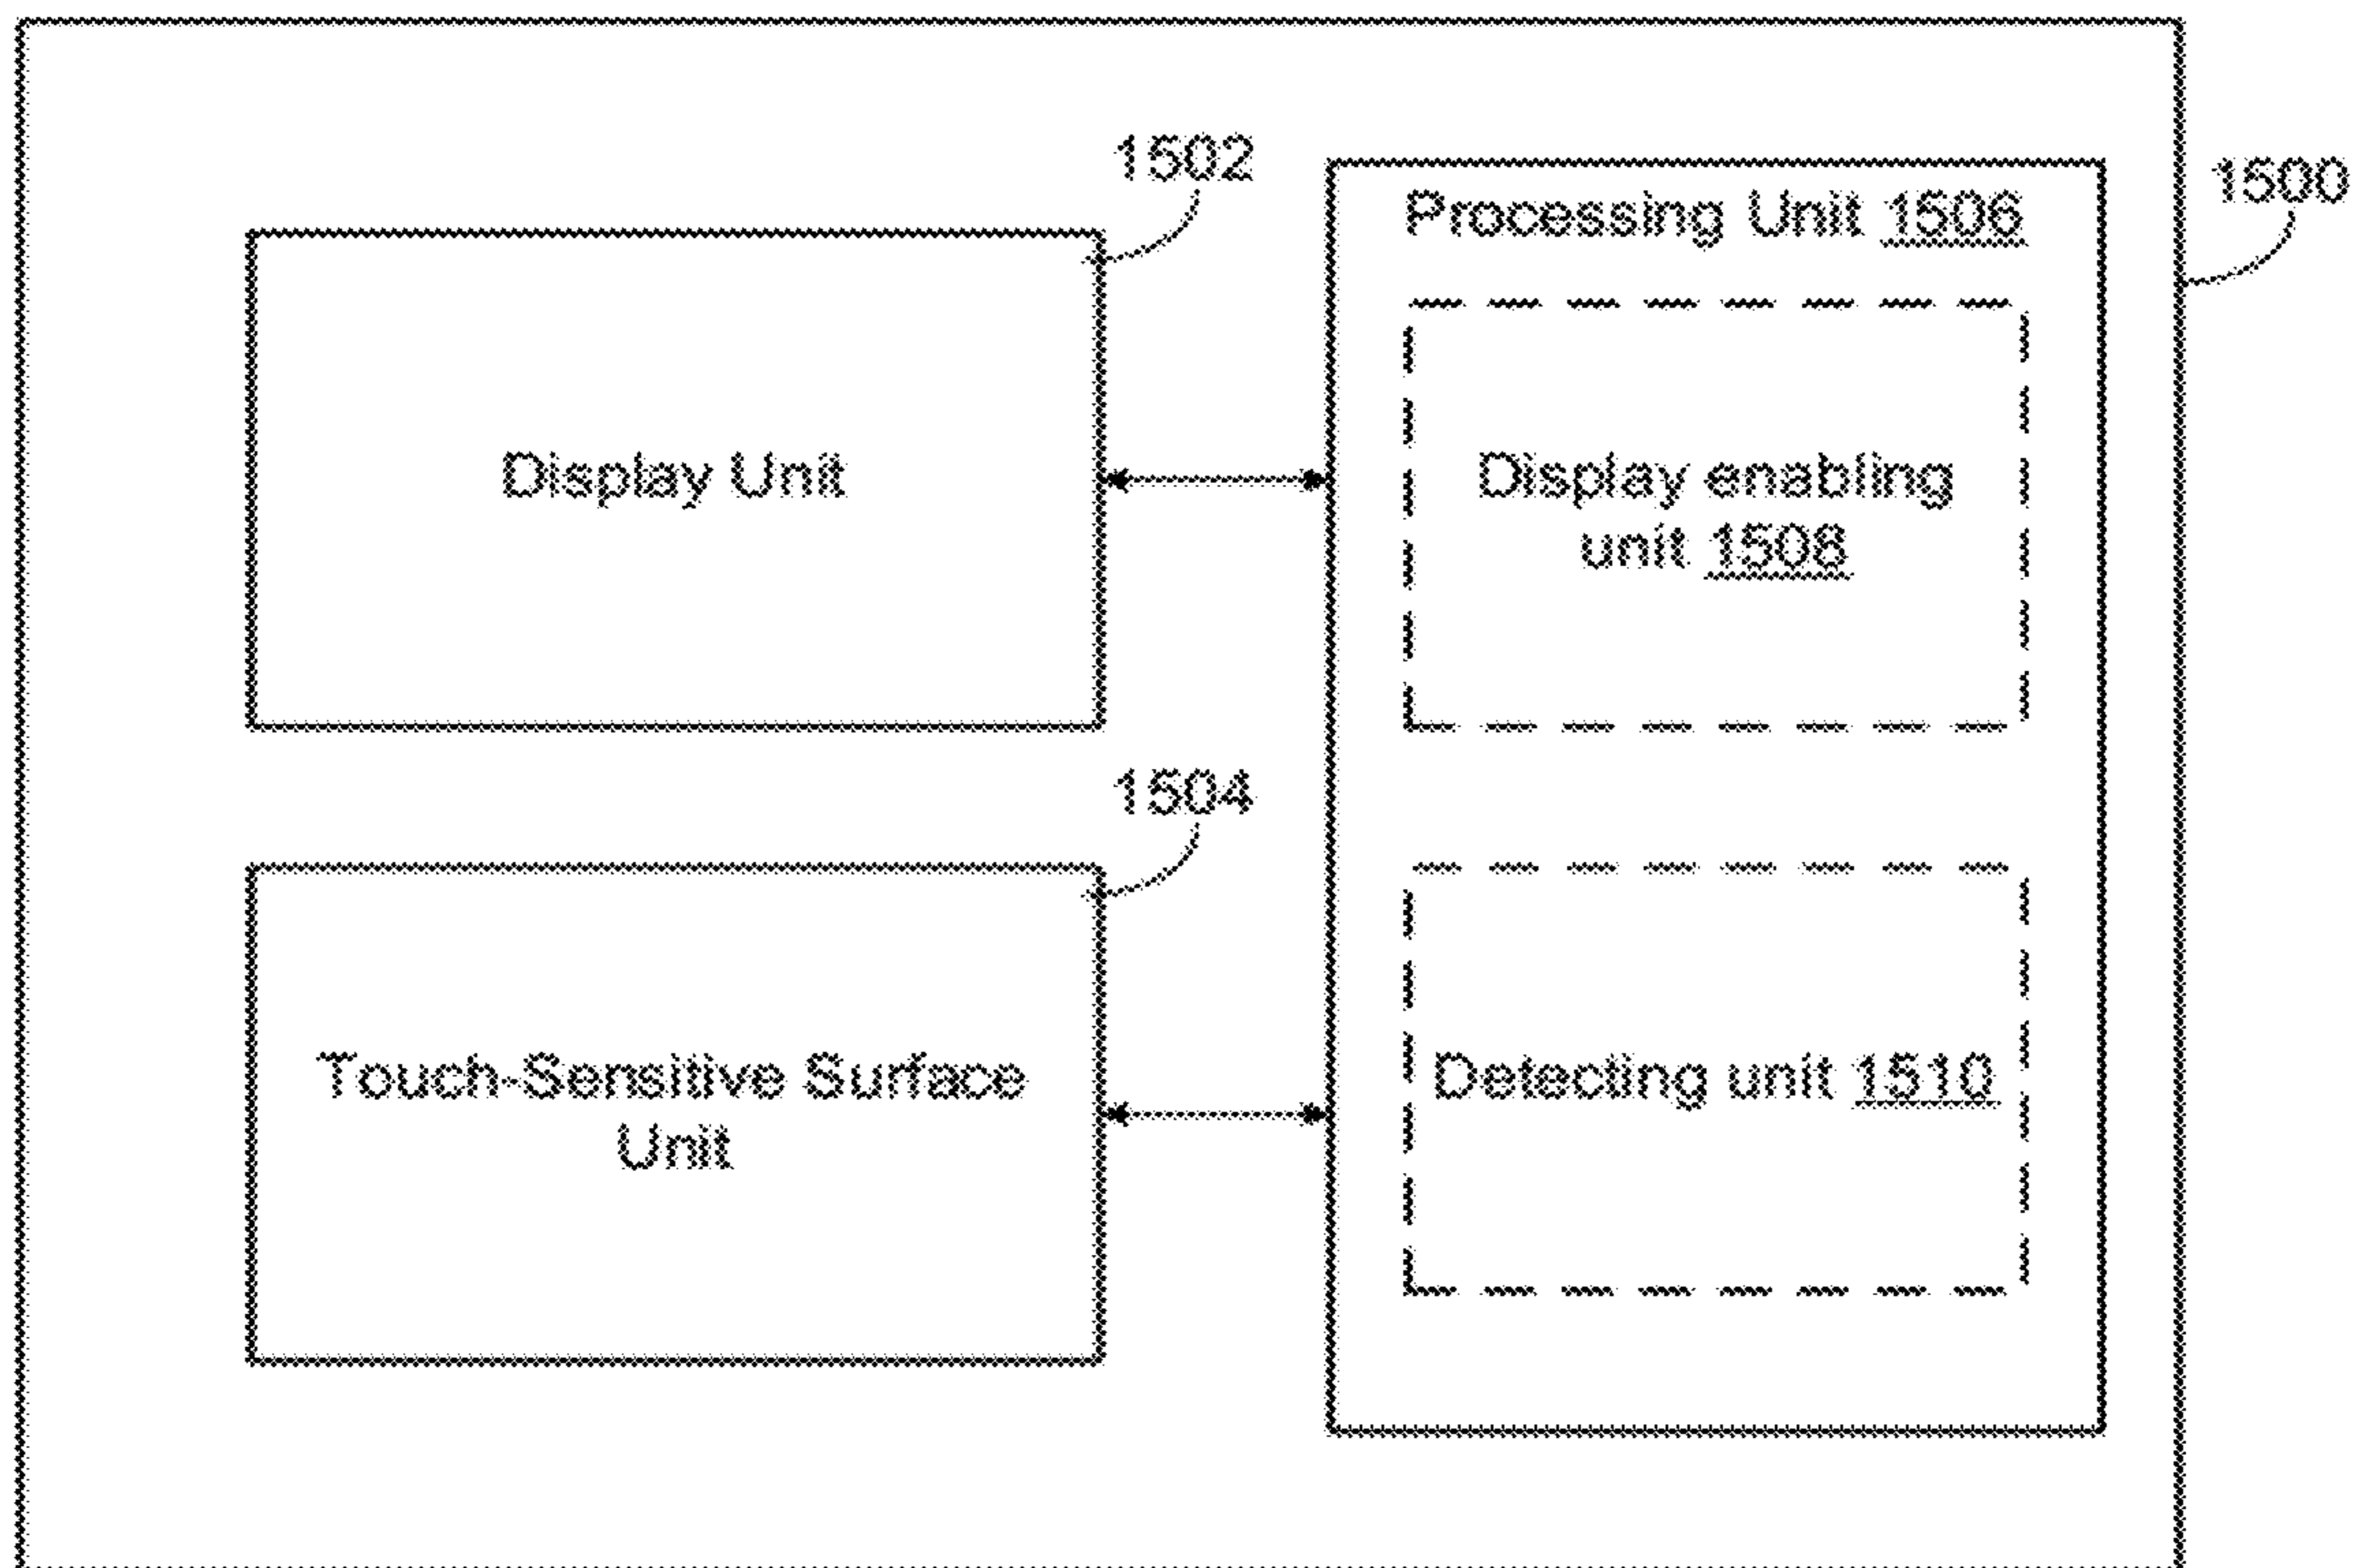 1502
1500
Processing Unit 1506
Display Unit
Display enabling
unit 1508
1504
Touch-Sensitive Surface
Unit
Detecting unit 1510